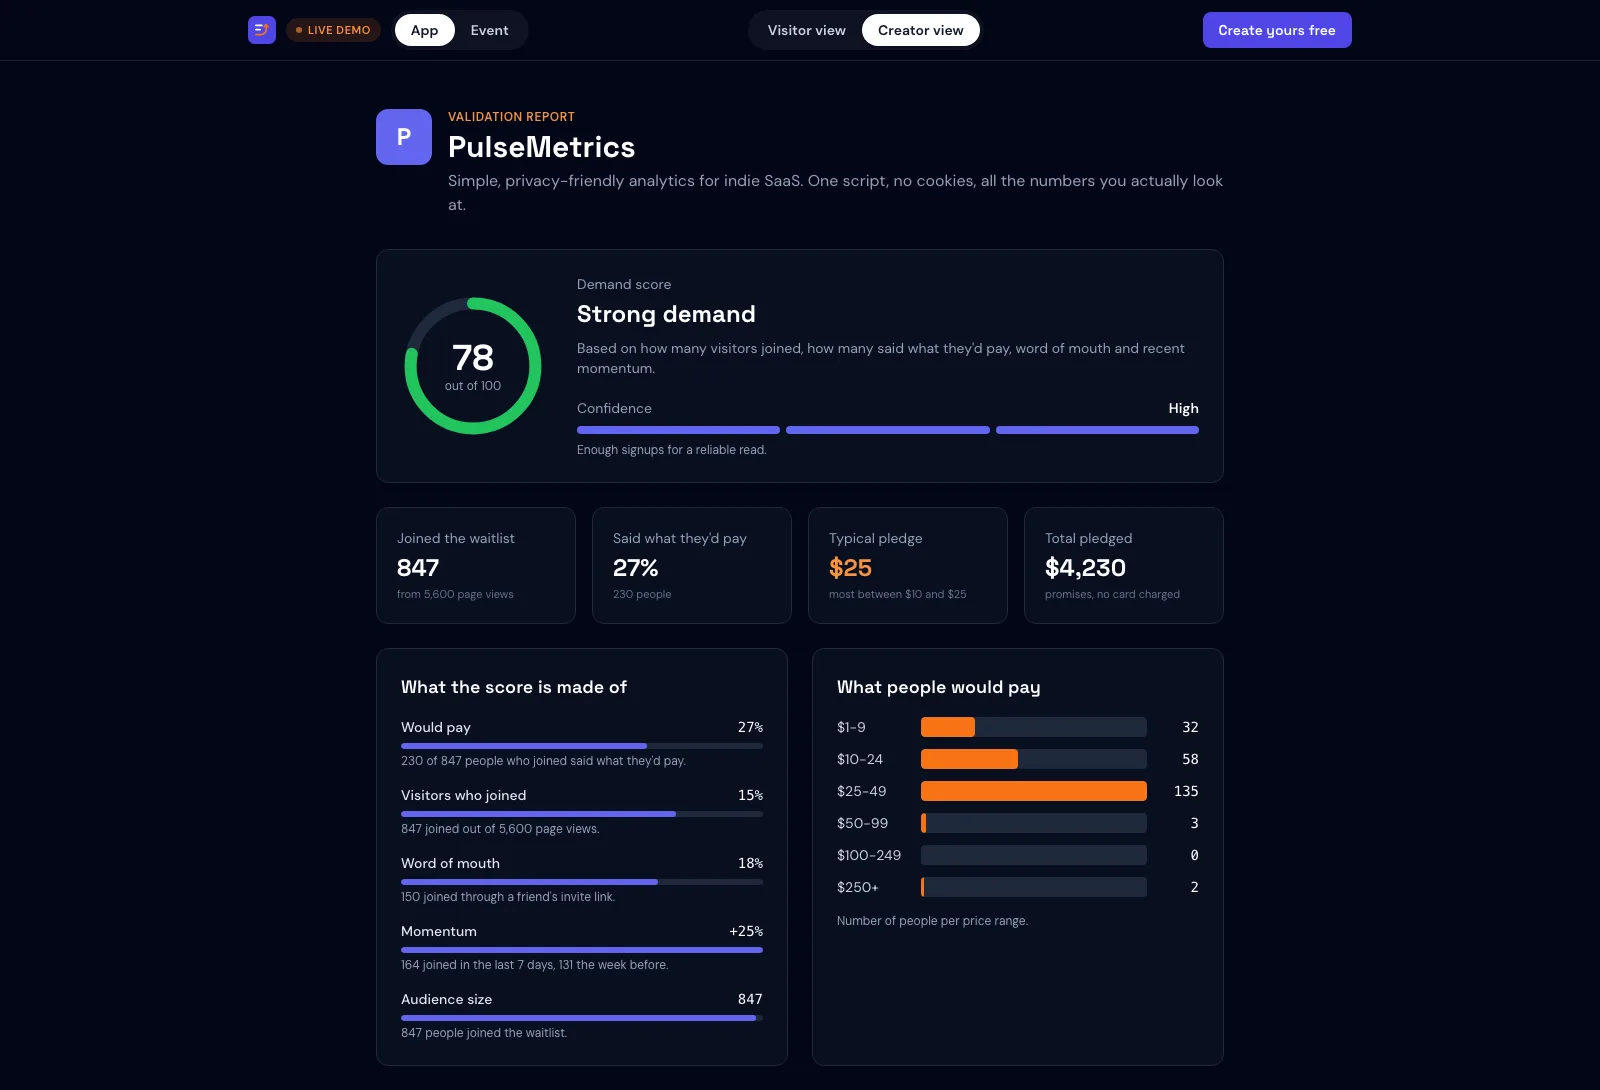 LIVE DEMO
App
Event
Visitor view
Creator view
Create yours free
P
VALIDATION REPORT
PulseMetrics
Simple, privacy-friendly analytics for indie SaaS. One script, no cookies, all the numbers you actually look
at.
78
out of 100
Demand score
Strong demand
Based on how many visitors joined, how many said what they'd pay, word of mouth and recent
momentum.
Confidence
High
Enough signups for a reliable read.
Joined the waitlist
847
from 5,600 page views
Said what they'd pay
27%
230 people
Typical pledge
$25
most between $10 and $25
Total pledged
$4,230
promises, no card charged
What the score is made of
Would pay
27%
230 of 847 people who joined said what they'd pay.
Visitors who joined
15%
847 joined out of 5,600 page views.
Word of mouth
18%
150 joined through a friend's invite link.
Momentum
+25%
164 joined in the last 7 days, 131 the week before.
Audience size
847
847 people joined the waitlist.
What people would pay
$1-9
32
$10-24
58
$25-49
135
$50-99
3
$100-249
0
$250+
2
Number of people per price range.